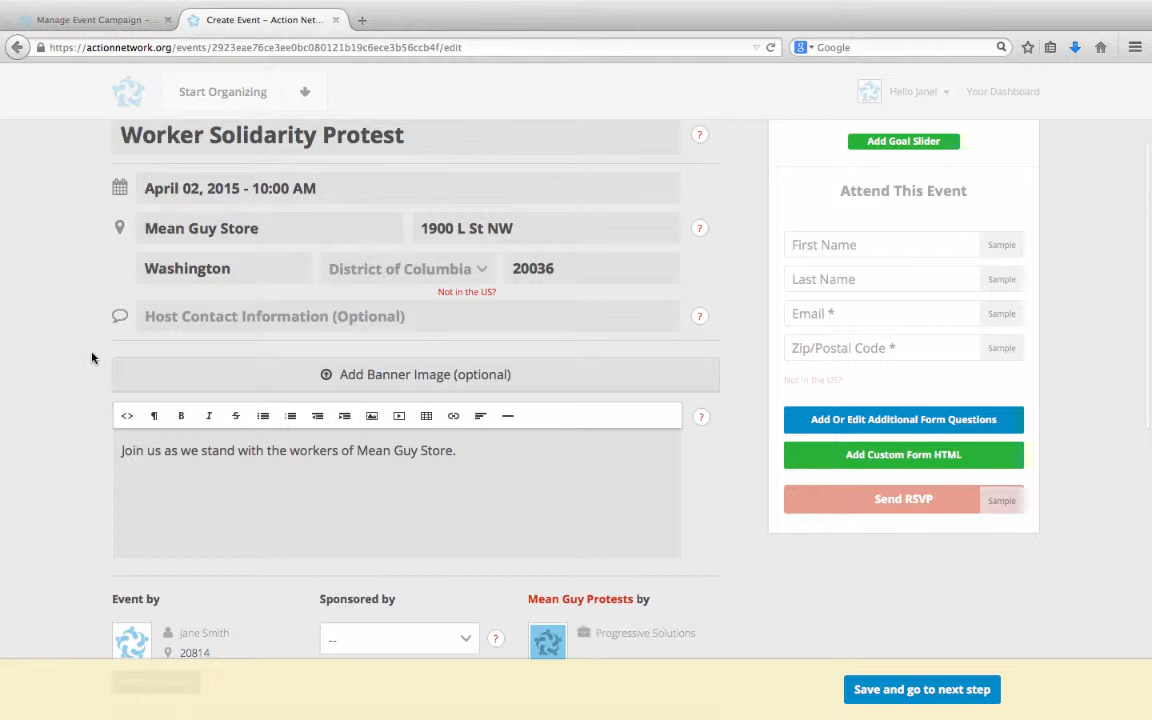 Manage Event Campaign – ...
Create Event – Action Net...
https://actionnetwork.org/events/2923eae76ce3ee0bc080121b19c6ece3b56ccb4f/edit
Google
Start Organizing
Hello Jane!
Your Dashboard
Worker Solidarity Protest
?
Add Goal Slider
April 02, 2015 - 10:00 AM
Attend This Event
Mean Guy Store
1900 L St NW
?
First Name
Sample
Washington
District of Columbia
20036
Last Name
Sample
Not in the US?
Host Contact Information (Optional)
?
Email *
Sample
Zip/Postal Code *
Sample
Add Banner Image (optional)
Not in the US?
?
Add Or Edit Additional Form Questions
Join us as we stand with the workers of Mean Guy Store.
Add Custom Form HTML
Send RSVP
Sample
Event by
Sponsored by
Mean Guy Protests by
Jane Smith
20814
--
?
Progressive Solutions
Save and go to next step